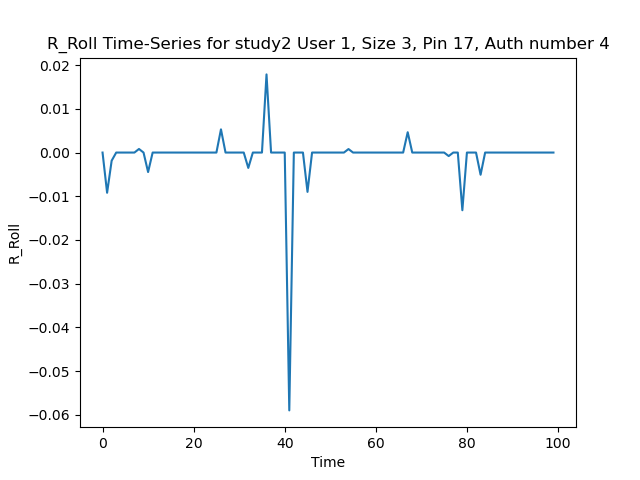 R_Roll Time-Series for study2 User 1, Size 3, Pin 17, Auth number 4
0.02
0.01
0.00
−0.01
−0.02
−0.03
−0.04
−0.05
−0.06
R_Roll
0 20 40 60 80 100
Time